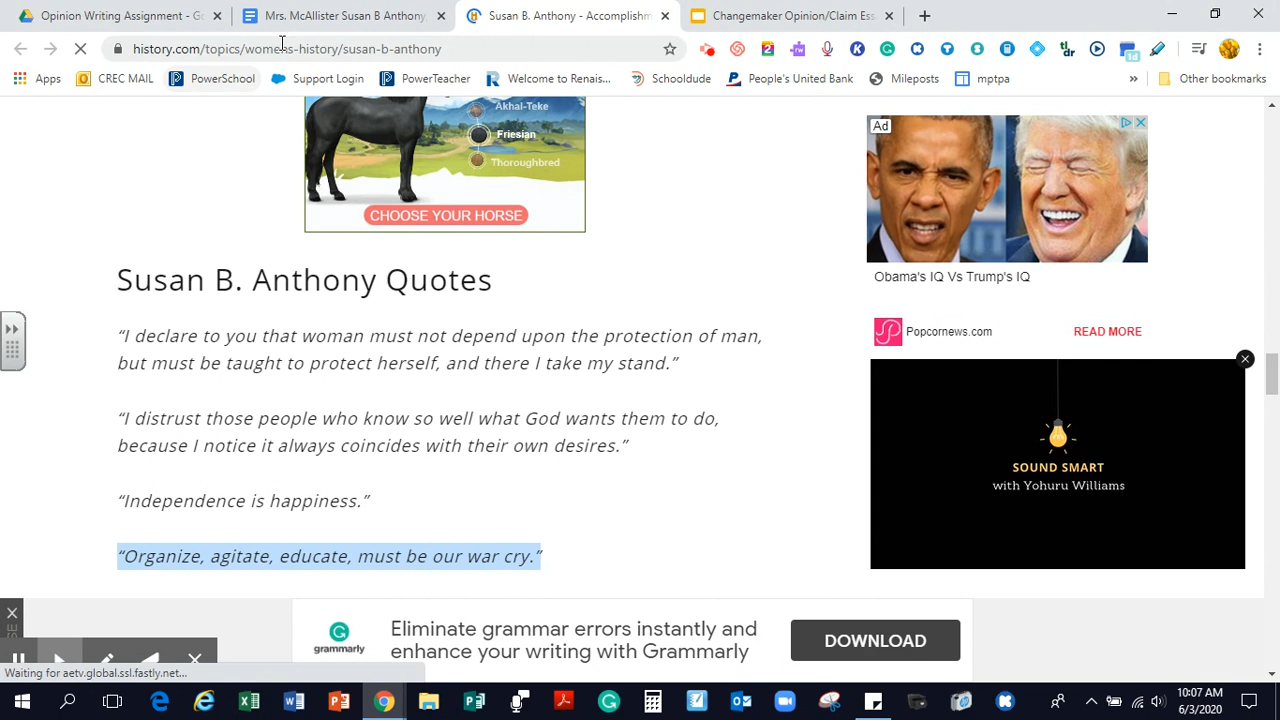 Opinion Writing Assignment - Go
Mrs. McAllister Susan B Anthony
Susan B. Anthony - Accomplishm
Changemaker Opinion/Claim Ess
history.com/topics/womens-history/susan-b-anthony
Apps
CREC MAIL
PowerSchool
Support Login
PowerTeacher
Welcome to Renais...
Schooldude
People's United Bank
Mileposts
mptpa
Other bookmarks
Akhal-Teke
Friesian
Thoroughbred
CHOOSE YOUR HORSE
Ad
Obama's IQ Vs Trump's IQ
Popcornews.com
READ MORE
Susan B. Anthony Quotes
“I declare to you that woman must not depend upon the protection of man,
but must be taught to protect herself, and there I take my stand.”
“I distrust those people who know so well what God wants them to do,
because I notice it always coincides with their own desires.”
“Independence is happiness.”
“Organize, agitate, educate, must be our war cry.”
SOUND SMART
with Yohuru Williams
grammarly
Eliminate grammar errors instantly and
enhance your writing with Grammarly
DOWNLOAD
Waiting for aetv.global.ssl.fastly.net...
10:07 AM
6/3/2020